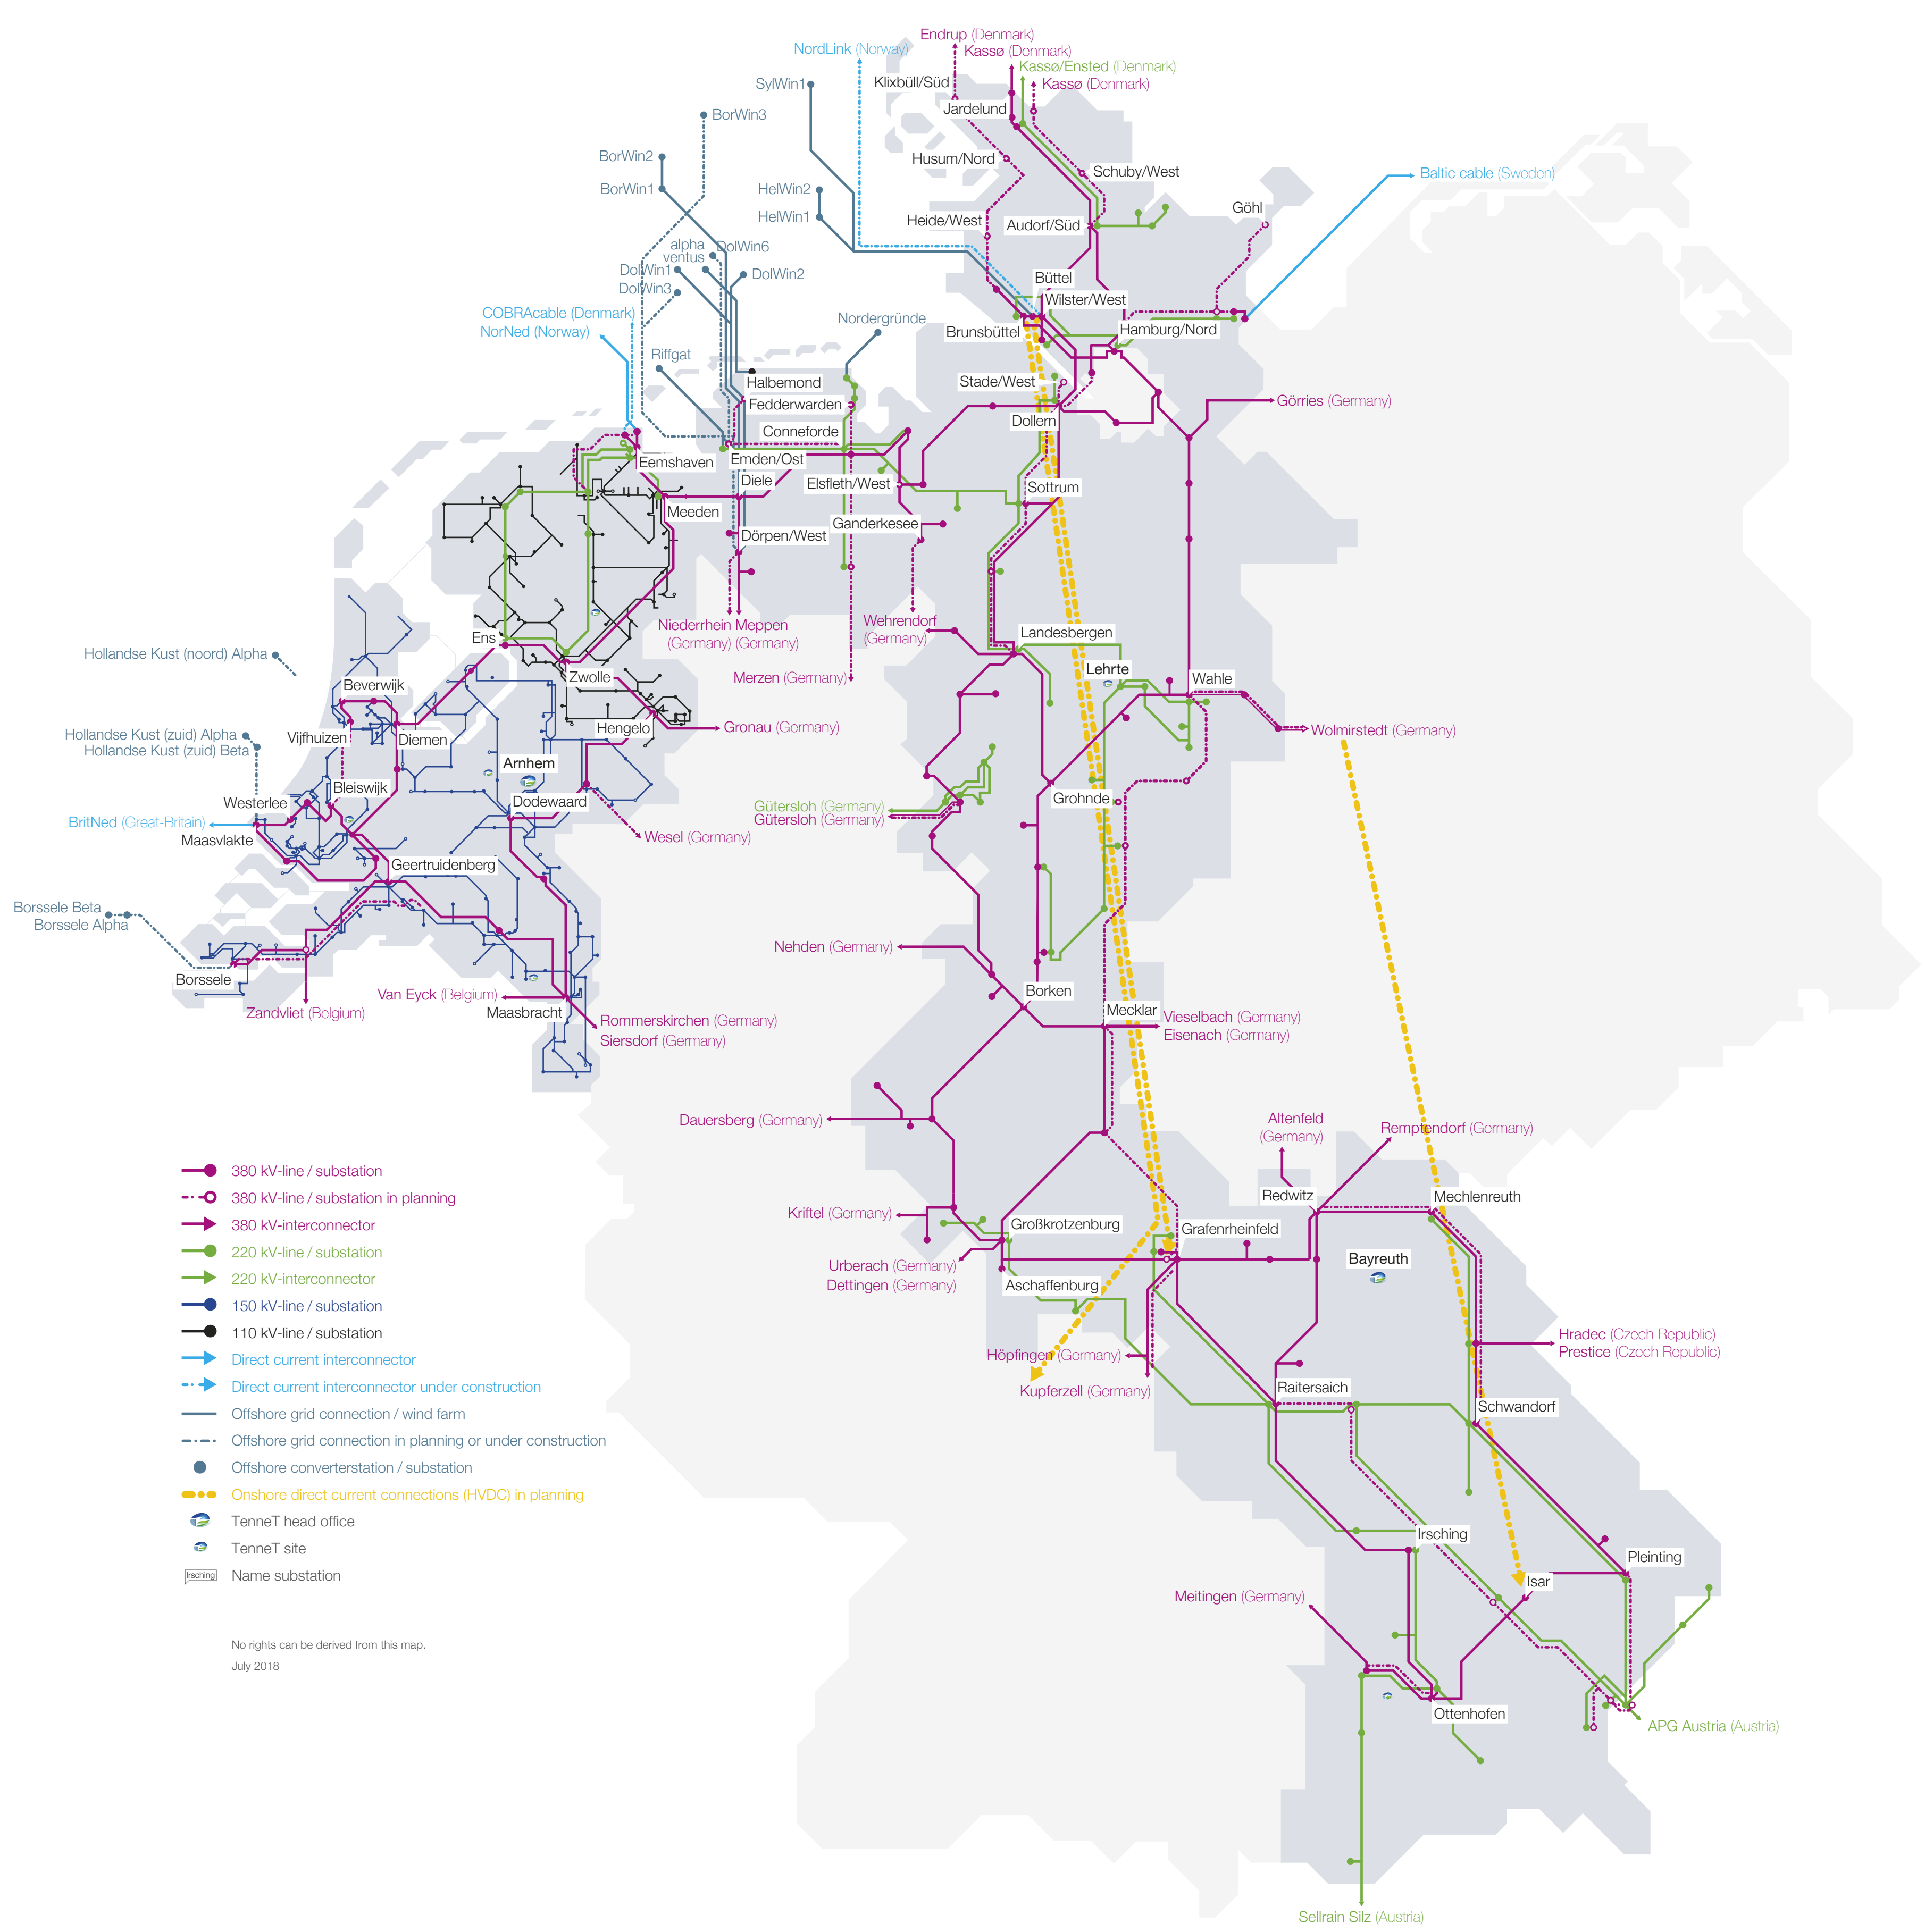 Endrup (Denmark)
NordLink (Norway)
Kassø (Denmark)
Kassø/Ensted (Denmark)
Klixbüll/Süd
SylWin1
Kassø (Denmark)
Jardelund
BorWin3
BorWin2
Husum/Nord
Schuby/West
Baltic cable (Sweden)
BorWin1
HelWin2
HelWin1
Göhl
Heide/West
Audorf/Süd
alpha
ventus
DolWin6
DolWin1
DolWin2
DolWin3
Büttel
Wilster/West
COBRAcable (Denmark)
NorNed (Norway)
Nordergründe
Brunsbüttel
Hamburg/Nord
Riffgat
Halbemond
Stade/West
Fedderwarden
Görries (Germany)
Dollern
Conneforde
Eemshaven
Emden/Ost
Diele
Elsfleth/West
Sottrum
Meeden
Ganderkesee
Dörpen/West
Niederrhein Meppen
(Germany) (Germany)
Wehrendorf
(Germany)
Ens
Landesbergen
Hollandse Kust (noord) Alpha
Lehrte
Zwolle
Merzen (Germany)
Wahle
Beverwijk
Hengelo
Gronau (Germany)
Wolmirstedt (Germany)
Hollandse Kust (zuid) Alpha
Hollandse Kust (zuid) Beta
Vijfhuizen
Diemen
Arnhem
Bleiswijk
Westerlee
Dodewaard
Grohnde
Gütersloh (Germany)
Gütersloh (Germany)
BritNed (Great-Britain)
Maasvlakte
Wesel (Germany)
Geertruidenberg
Borssele Beta
Borssele Alpha
Nehden (Germany)
Borssele
Van Eyck (Belgium)
Borken
Zandvliet (Belgium)
Maasbracht
Mecklar
Rommerskirchen (Germany)
Siersdorf (Germany)
Vieselbach (Germany)
Eisenach (Germany)
Dauersberg (Germany)
Altenfeld
(Germany)
Remptendorf (Germany)
380 kV-line / substation
380 kV-line / substation in planning
380 kV-interconnector
220 kV-line / substation
220 kV-interconnector
150 kV-line / substation
110 kV-line / substation
Direct current interconnector
Direct current interconnector under construction
Offshore grid connection / wind farm
Offshore grid connection in planning or under construction
Offshore converterstation / substation
Onshore direct current connections (HVDC) in planning
TenneT head office
TenneT site
Irsching
Name substation
Redwitz
Mechlenreuth
Kriftel (Germany)
Großkrotzenburg
Grafenrheinfeld
Urberach (Germany)
Dettingen (Germany)
Bayreuth
Aschaffenburg
Hradec (Czech Republic)
Prestice (Czech Republic)
Höpfingen (Germany)
Kupferzell (Germany)
Raitersaich
Schwandorf
Irsching
Pleinting
Isar
Meitingen (Germany)
Ottenhofen
APG Austria (Austria)
Sellrain Silz (Austria)
No rights can be derived from this map.
July 2018